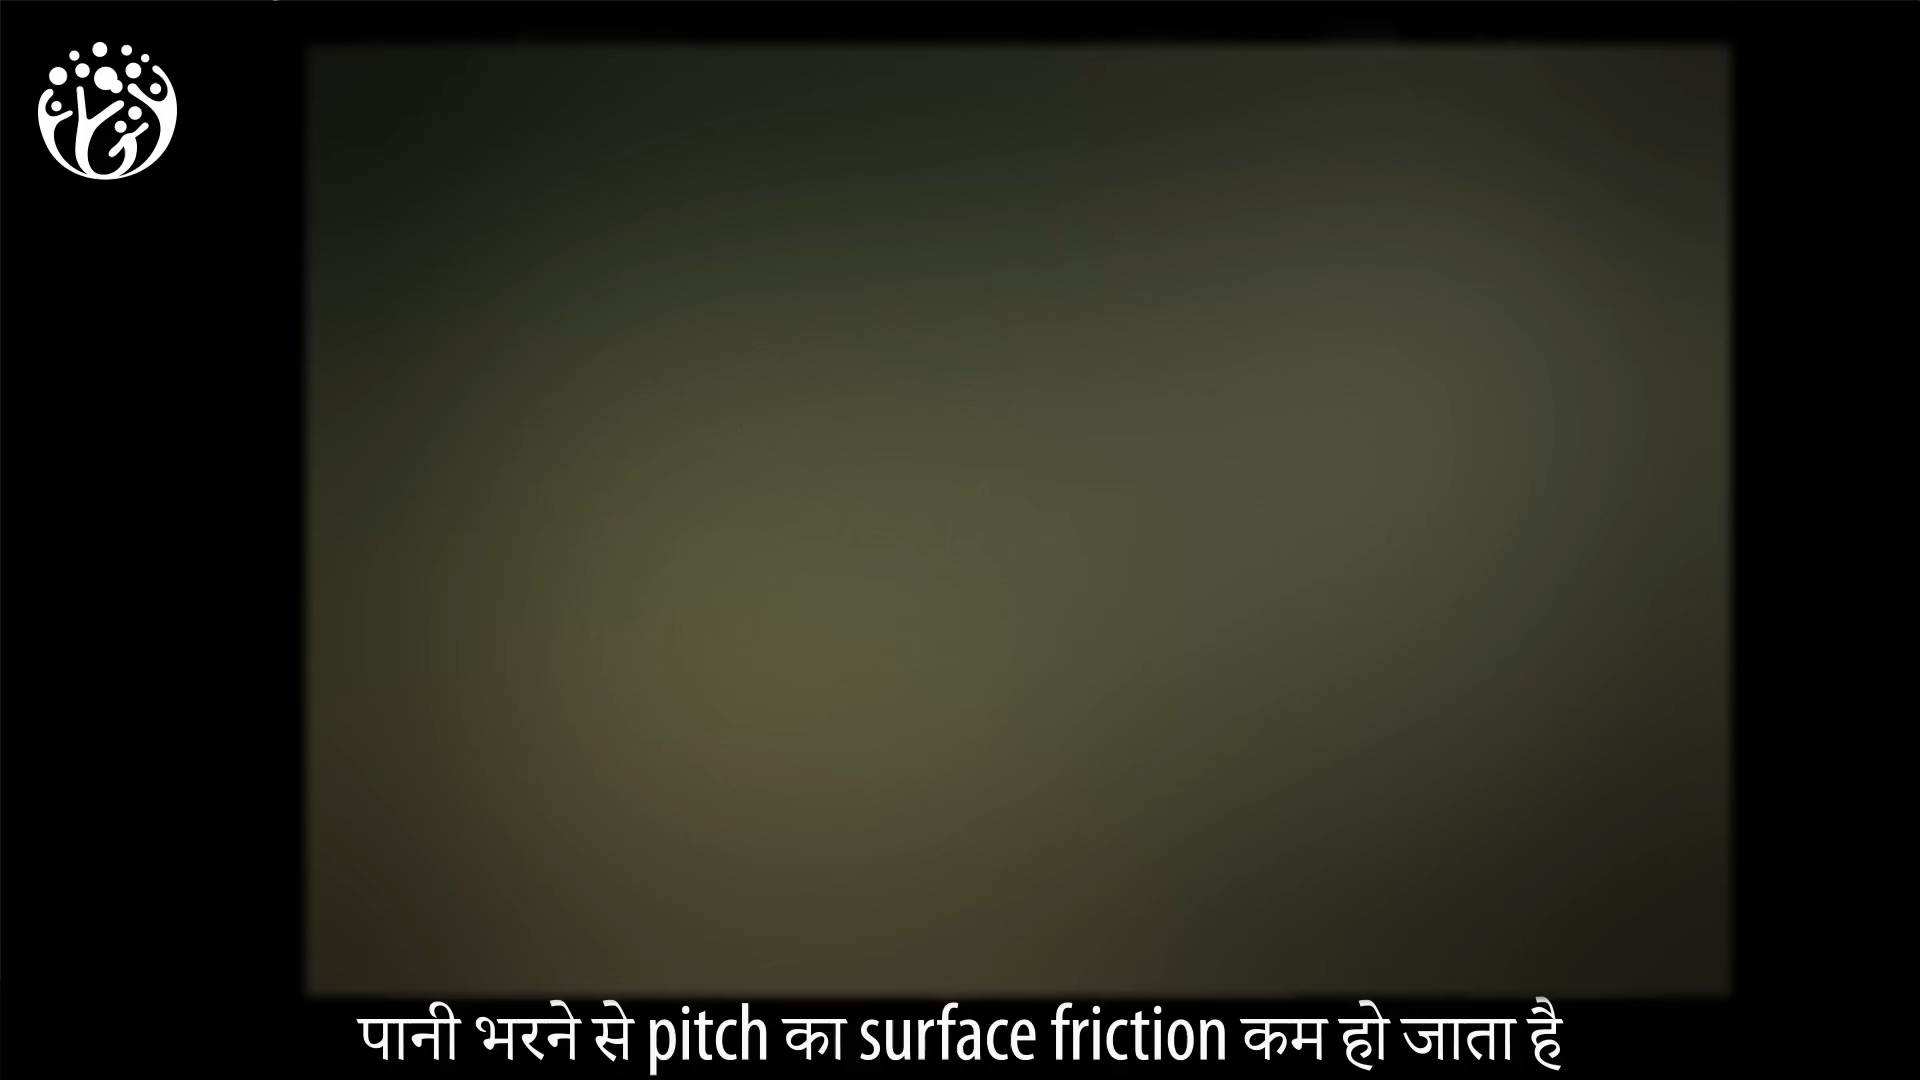 पानी भरने से pitch का surface friction कम हो जाता है